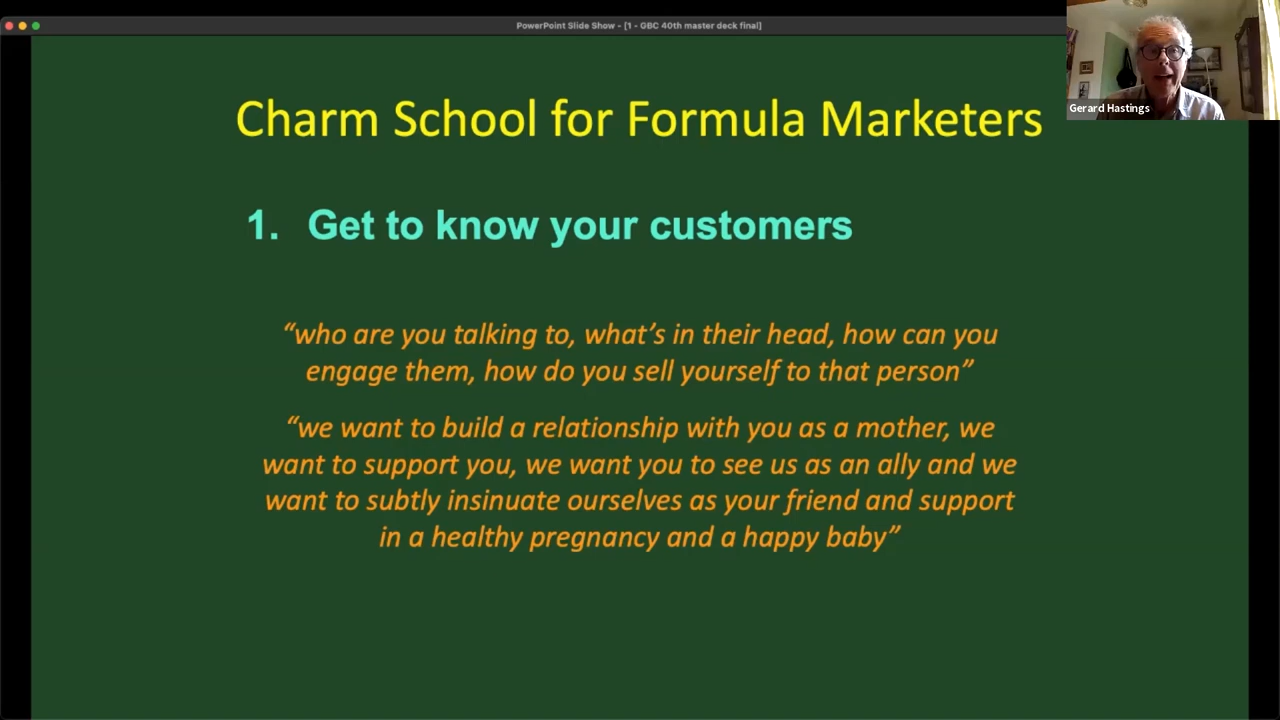 PowerPoint Slide Show - [1 - GBC 40th master deck final]
Gerard Hastings
Charm School for Formula Marketers
1. Get to know your customers
“who are you talking to, what’s in their head, how can you
engage them, how do you sell yourself to that person”
“we want to build a relationship with you as a mother, we
want to support you, we want you to see us as an ally and we
want to subtly insinuate ourselves as your friend and support
in a healthy pregnancy and a happy baby”